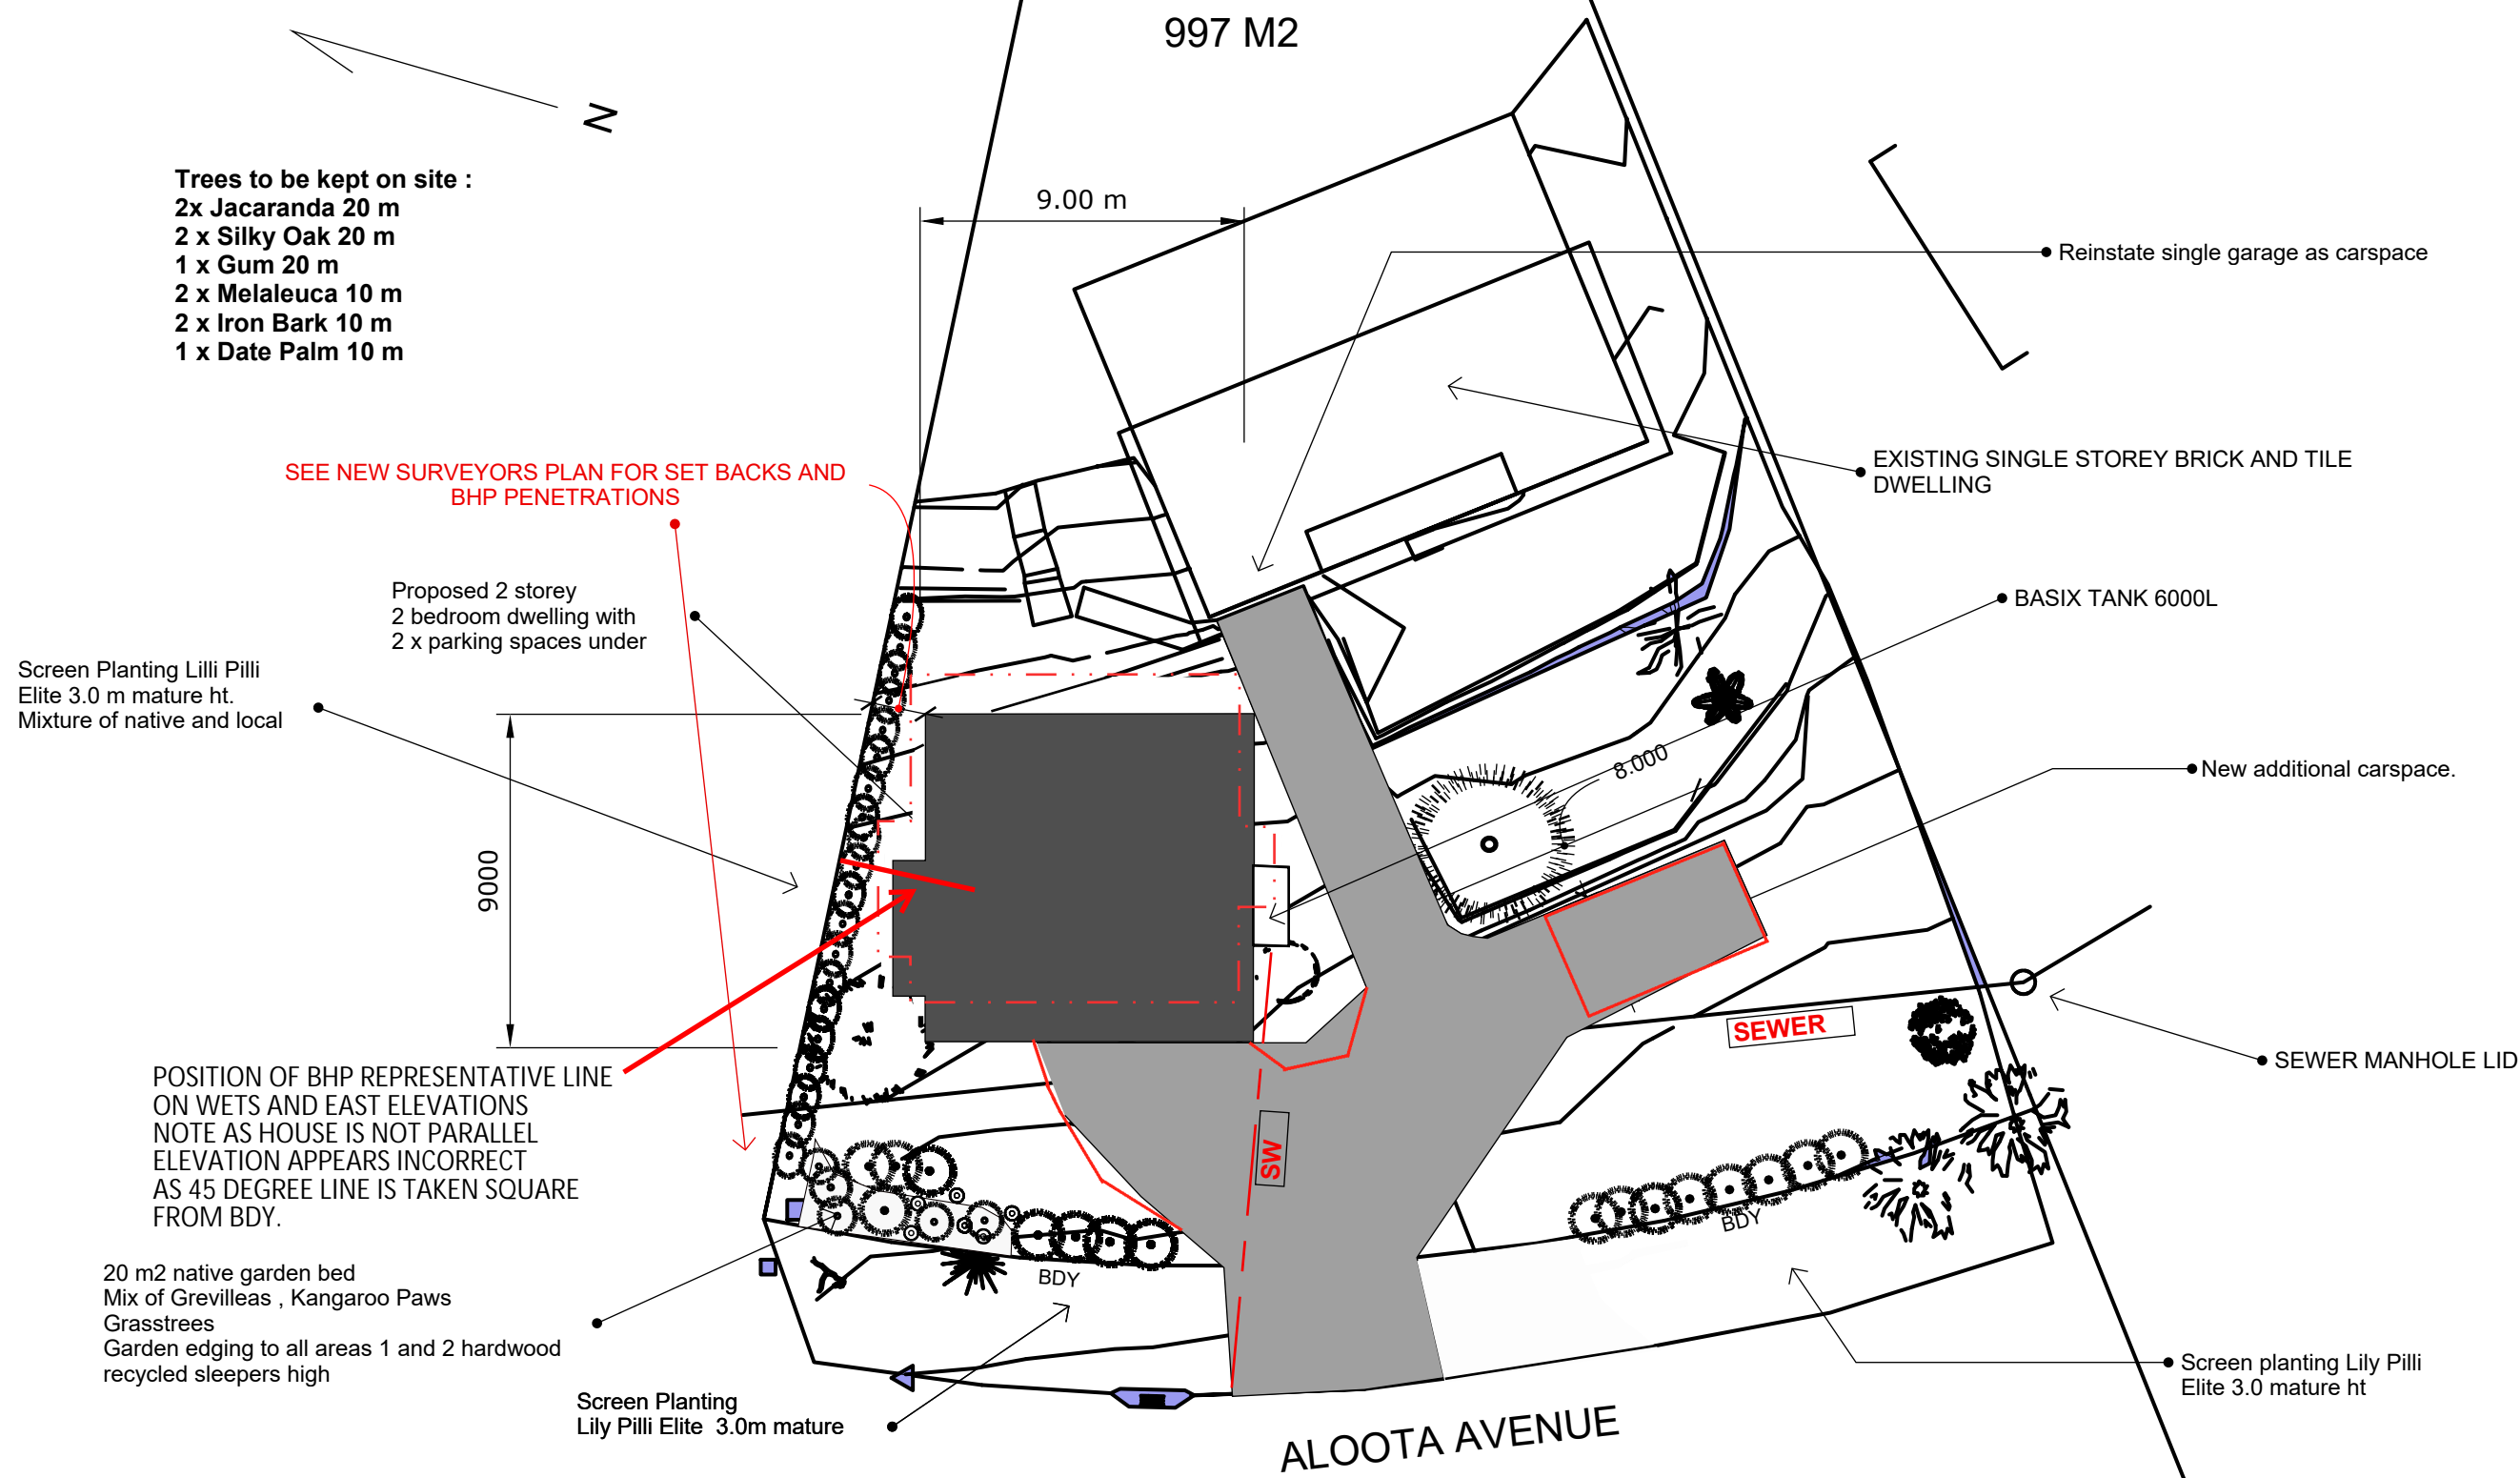 997 M2
N
Trees to be kept on site :
2x Jacaranda 20 m
2 x Silky Oak 20 m
1 x Gum 20 m
2 x Melaleuca 10 m
2 x Iron Bark 10 m
1 x Date Palm 10 m
9.00 m
Reinstate single garage as carspace
SEE NEW SURVEYORS PLAN FOR SET BACKS AND
BHP PENETRATIONS
EXISTING SINGLE STOREY BRICK AND TILE
DWELLING
Proposed 2 storey
2 bedroom dwelling with
2 x parking spaces under
BASIX TANK 6000L
Screen Planting Lilli Pilli
Elite 3.0 m mature ht.
Mixture of native and local
8.000
New additional carspace.
9000
SEWER
SEWER MANHOLE LID
POSITION OF BHP REPRESENTATIVE LINE
ON WETS AND EAST ELEVATIONS
NOTE AS HOUSE IS NOT PARALLEL
ELEVATION APPEARS INCORRECT
AS 45 DEGREE LINE IS TAKEN SQUARE
FROM BDY.
SW
BDY
BDY
20 m2 native garden bed
Mix of Grevilleas , Kangaroo Paws
Grasstrees
Garden edging to all areas 1 and 2 hardwood
recycled sleepers high
Screen Planting
Lily Pilli Elite 3.0m mature
Screen planting Lily Pilli
Elite 3.0 mature ht
ALOOTA AVENUE